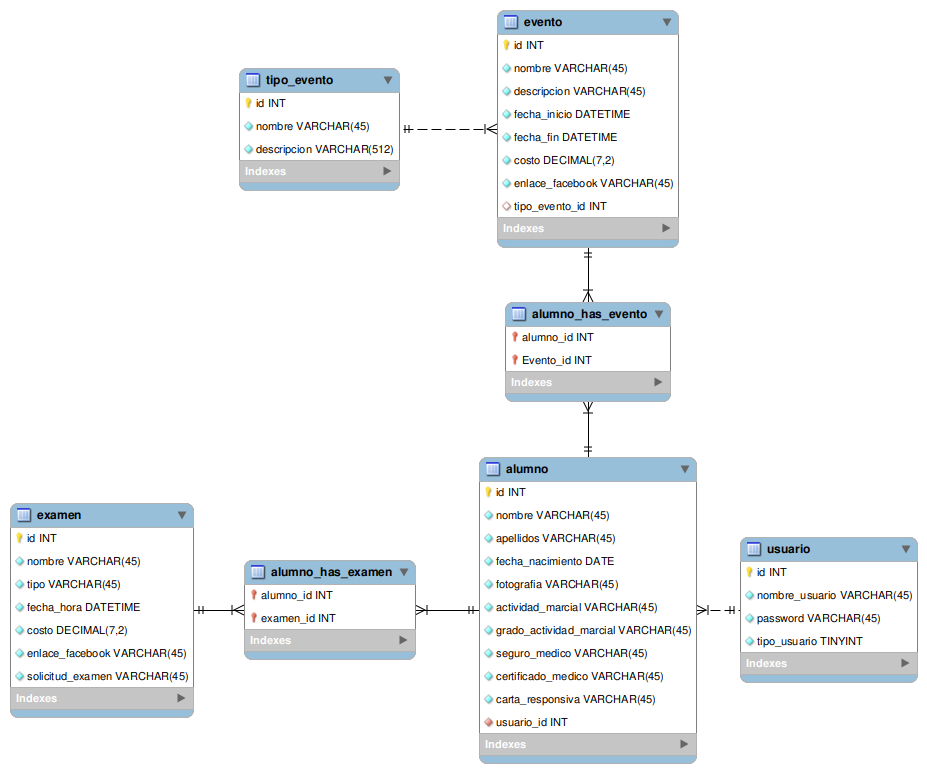 evento
id INT
nombre VARCHAR(45)
descripcion VARCHAR(45)
fecha_inicio DATETIME
fecha_fin DATETIME
costo DECIMAL(7,2)
enlace_facebook VARCHAR(45)
tipo_evento_id INT
Indexes
tipo_evento
id INT
nombre VARCHAR(45)
descripcion VARCHAR(512)
Indexes
alumno_has_evento
alumno_id INT
Evento_id INT
Indexes
alumno
id INT
nombre VARCHAR(45)
apellidos VARCHAR(45)
fecha_nacimiento DATE
fotografia VARCHAR(45)
actividad_marcial VARCHAR(45)
grado_actividad_marcial VARCHAR(45)
seguro_medico VARCHAR(45)
certificado_medico VARCHAR(45)
carta_responsiva VARCHAR(45)
usuario_id INT
Indexes
examen
id INT
nombre VARCHAR(45)
tipo VARCHAR(45)
fecha_hora DATETIME
costo DECIMAL(7,2)
enlace_facebook VARCHAR(45)
solicitud_examen VARCHAR(45)
Indexes
alumno_has_examen
alumno_id INT
examen_id INT
Indexes
usuario
id INT
nombre_usuario VARCHAR(45)
password VARCHAR(45)
tipo_usuario TINYINT
Indexes